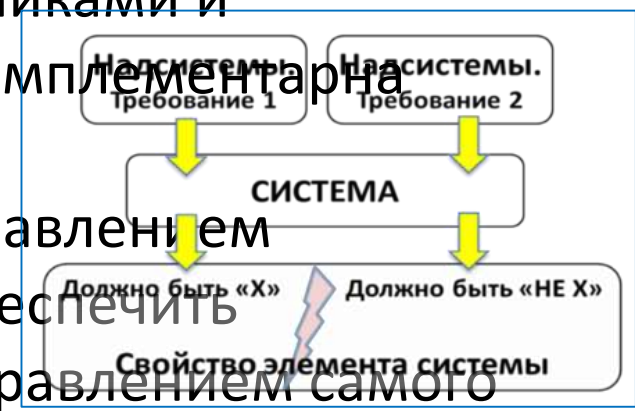 иками и
Надсистемы. Надсистемы.
мплементарна
Требование 1 Требование 2
СИСТЕМА
авлением
Должно быть «X» Должно быть «НЕ X»
еспечить
Свойство элемента системы
равлением самого